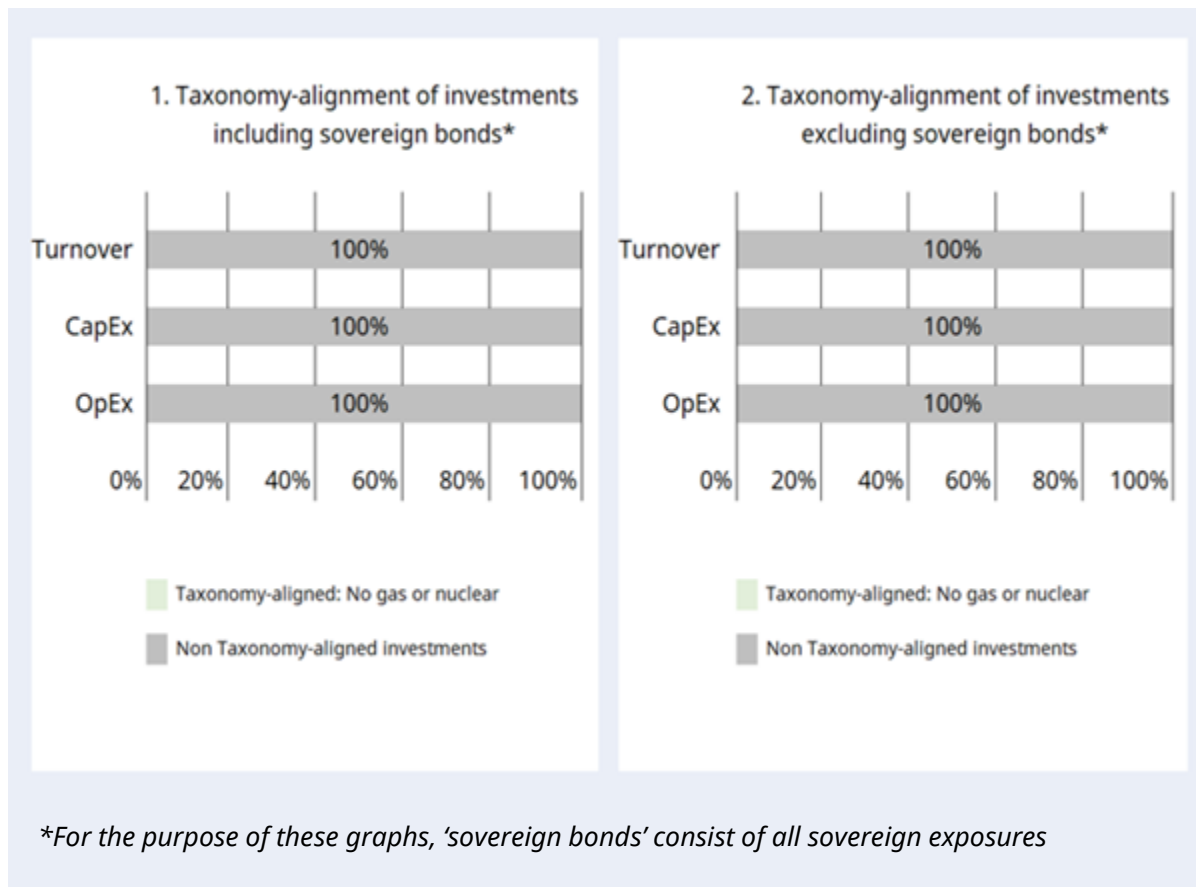 1. Taxonomy-alignment of investments
including sovereign bonds*
Turnover 100%
CapEx 100%
OpEx 100%
0% 20% 40% 60% 80% 100%
Taxonomy-aligned: No gas or nuclear
Non Taxonomy-aligned investments
2. Taxonomy-alignment of investments
excluding sovereign bonds*
Turnover 100%
CapEx 100%
OpEx 100%
0% 20% 40% 60% 80% 100%
Taxonomy-aligned: No gas or nuclear
Non Taxonomy-aligned investments
*For the purpose of these graphs, ‘sovereign bonds’ consist of all sovereign exposures